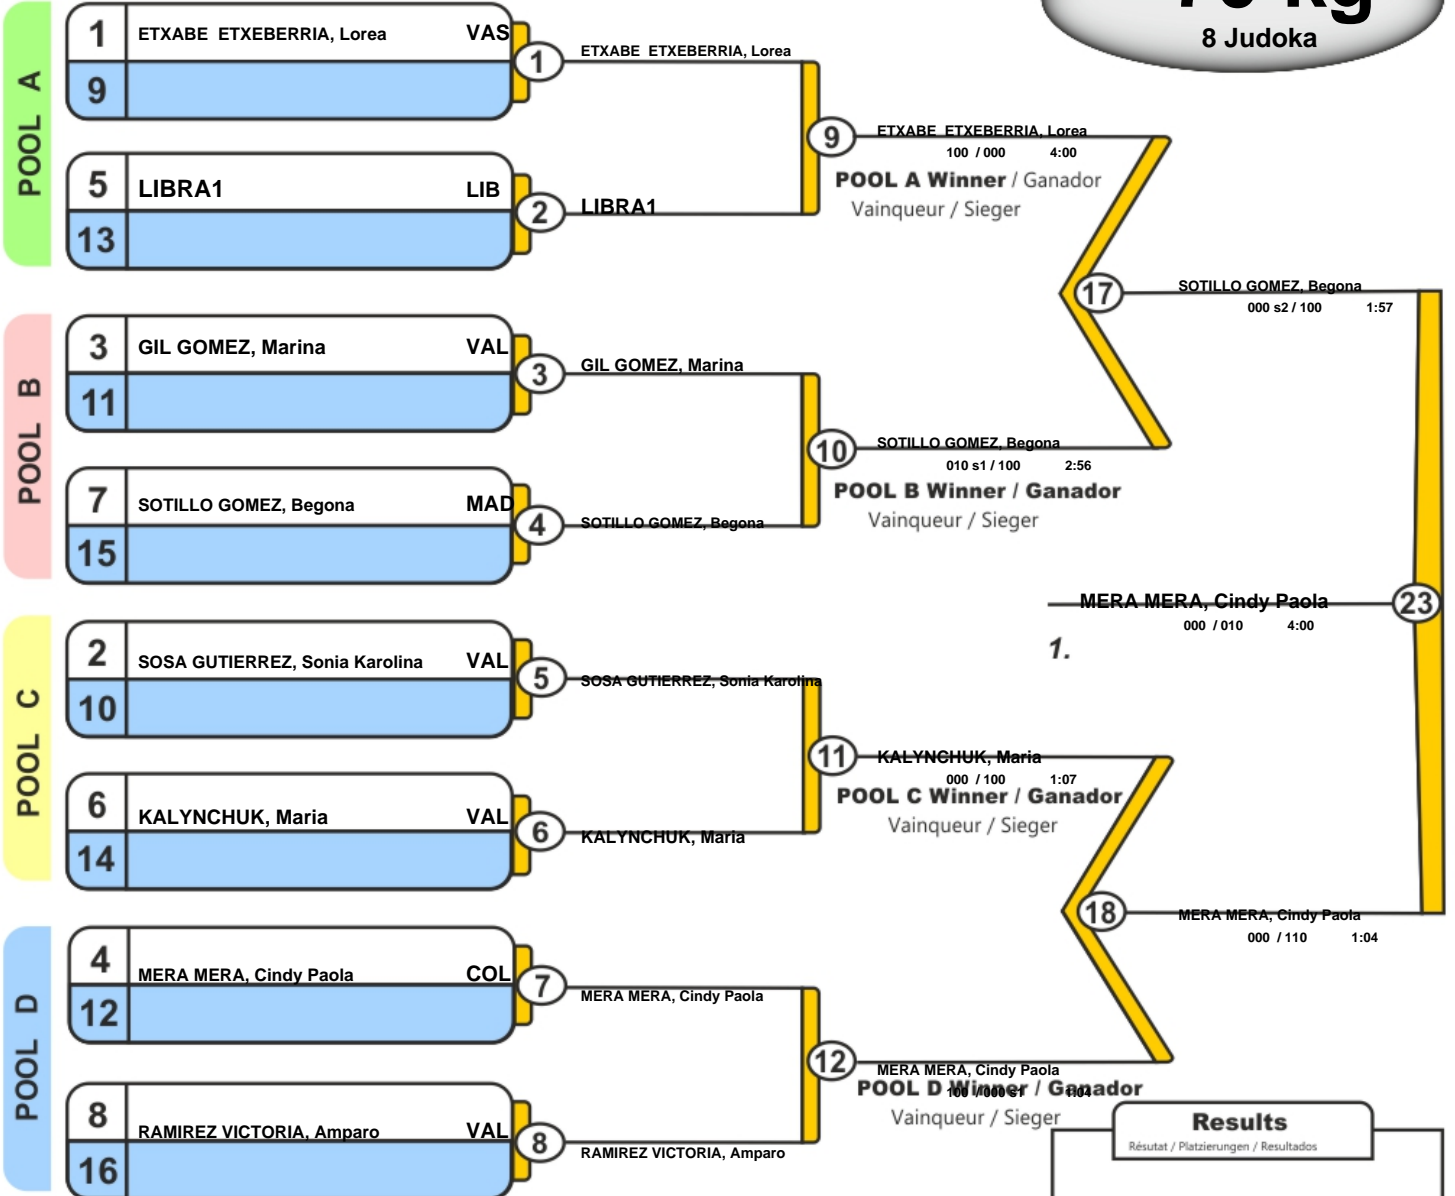 kg
8 Judoka
POOL A
1 ETXABE ETXEBERRIA, Lorea VAS
9
1
ETXABE ETXEBERRIA, Lorea
5 LIBRA1 LIB
13
2
LIBRA1
9
ETXABE ETXEBERRIA, Lorea
100 / 000 4:00
POOL A Winner / Ganador
Vainqueur / Sieger
POOL B
3 GIL GOMEZ, Marina VAL
11
3
GIL GOMEZ, Marina
7 SOTILLO GOMEZ, Begona MAD
15
4
SOTILLO GOMEZ, Begona
10
SOTILLO GOMEZ, Begona
010 s1 / 100 2:56
POOL B Winner / Ganador
Vainqueur / Sieger
17
SOTILLO GOMEZ, Begona
000 s2 / 100 1:57
MERA MERA, Cindy Paola
23
000 / 010 4:00
1.
POOL C
2 SOSA GUTIERREZ, Sonia Karolina VAL
10
5
SOSA GUTIERREZ, Sonia Karolina
6 KALYNCHUK, Maria VAL
14
6
KALYNCHUK, Maria
11
KALYNCHUK, Maria
000 / 100 1:07
POOL C Winner / Ganador
Vainqueur / Sieger
POOL D
4 MERA MERA, Cindy Paola COL
12
7
MERA MERA, Cindy Paola
8 RAMIREZ VICTORIA, Amparo VAL
16
8
RAMIREZ VICTORIA, Amparo
12
MERA MERA, Cindy Paola
100 / 000 s1 1:04
POOL D Winner / Ganador
Vainqueur / Sieger
18
MERA MERA, Cindy Paola
000 / 110 1:04
Results
Résutat / Platzierungen / Resultados